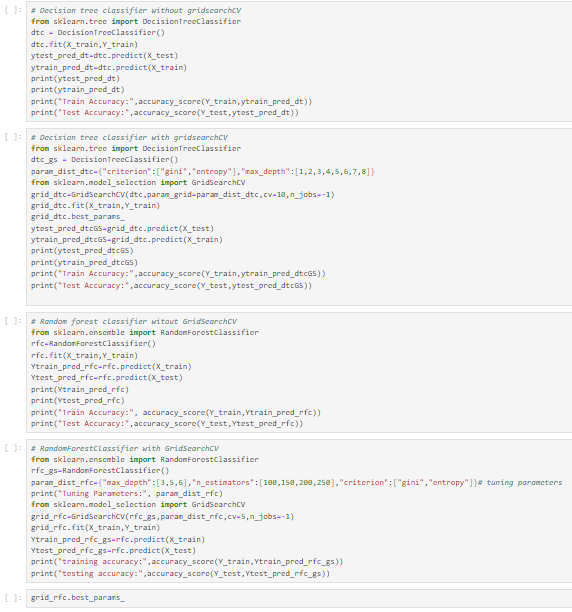 [ ]: # Decision tree classifier without gridsearchCV
from sklearn.tree import DecisionTreeClassifier
dtc = DecisionTreeClassifier()
dtc.fit(X_train,Y_train)
ytest_pred_dt=dtc.predict(X_test)
ytrain_pred_dt=dtc.predict(X_train)
print(ytest_pred_dt)
print(ytrain_pred_dt)
print("Train Accuracy:",accuracy_score(Y_train,ytrain_pred_dt))
print("Test Accuracy:",accuracy_score(Y_test,ytest_pred_dt))
[ ]: # Decision tree classifier with gridsearchCV
from sklearn.tree import DecisionTreeClassifier
dtc_gs = DecisionTreeClassifier()
param_dist_dtc={"criterion":["gini","entropy"],"max_depth":[1,2,3,4,5,6,7,8]}
from sklearn.model_selection import GridSearchCV
grid_dtc=GridSearchCV(dtc,param_grid=param_dist_dtc,cv=10,n_jobs=-1)
grid_dtc.fit(X_train,Y_train)
grid_dtc.best_params_
ytest_pred_dtcGS=grid_dtc.predict(X_test)
ytrain_pred_dtcGS=grid_dtc.predict(X_train)
print(ytest_pred_dtcGS)
print(ytrain_pred_dtcGS)
print("Train Accuracy:",accuracy_score(Y_train,ytrain_pred_dtcGS))
print("Test Accuracy:",accuracy_score(Y_test,ytest_pred_dtcGS))
[ ]: # Random forest classifier witout GridSearchCV
from sklearn.ensemble import RandomForestClassifier
rfc=RandomForestClassifier()
rfc.fit(X_train,Y_train)
Ytrain_pred_rfc=rfc.predict(X_train)
Ytest_pred_rfc=rfc.predict(X_test)
print(Ytrain_pred_rfc)
print(Ytest_pred_rfc)
print("Train Accuracy:", accuracy_score(Y_train,Ytrain_pred_rfc))
print("Test Accuracy:",accuracy_score(Y_test,Ytest_pred_rfc))
[ ]: # RandomForestClassifier with GridSearchCV
from sklearn.ensemble import RandomForestClassifier
rfc_gs=RandomForestClassifier()
param_dist_rfc={"max_depth":[3,5,6],"n_estimators":[100,150,200,250],"criterion":["gini","entropy"]}# tuning parameters
print("Tuning Parameters:", param_dist_rfc)
from sklearn.model_selection import GridSearchCV
grid_rfc=GridSearchCV(rfc_gs,param_dist_rfc,cv=5,n_jobs=-1)
grid_rfc.fit(X_train,Y_train)
Ytrain_pred_rfc_gs=rfc.predict(X_train)
Ytest_pred_rfc_gs=rfc.predict(X_test)
print("training accuracy:",accuracy_score(Y_train,Ytrain_pred_rfc_gs))
print("testing accuracy:",accuracy_score(Y_test,Ytest_pred_rfc_gs))
[ ]: grid_rfc.best_params_